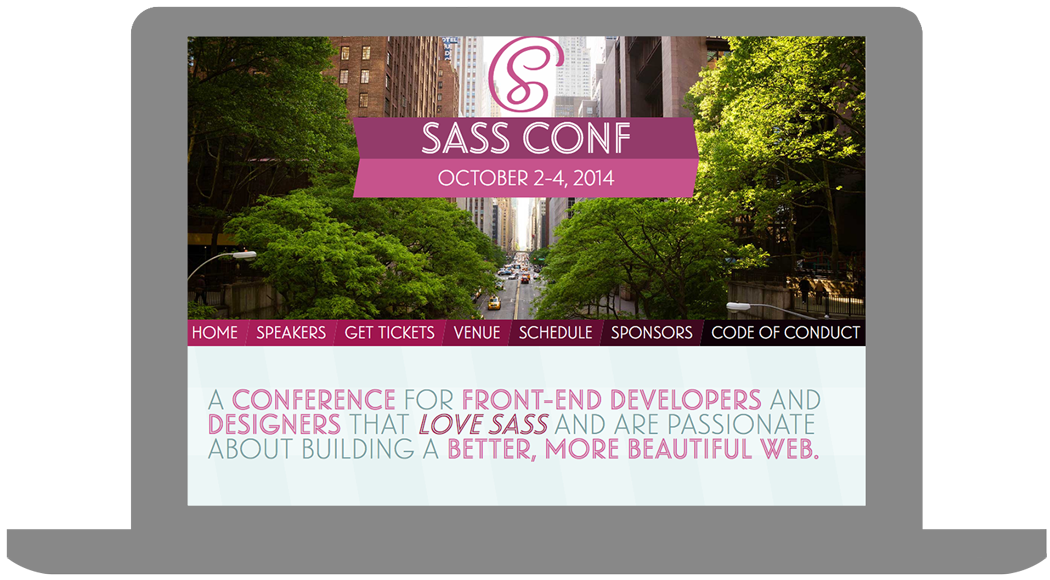 SASS CONF
OCTOBER 2-4, 2014
HOME SPEAKERS GET TICKETS VENUE SCHEDULE SPONSORS CODE OF CONDUCT
A CONFERENCE FOR FRONT-END DEVELOPERS AND
DESIGNERS THAT LOVE SASS AND ARE PASSIONATE
ABOUT BUILDING A BETTER, MORE BEAUTIFUL WEB.